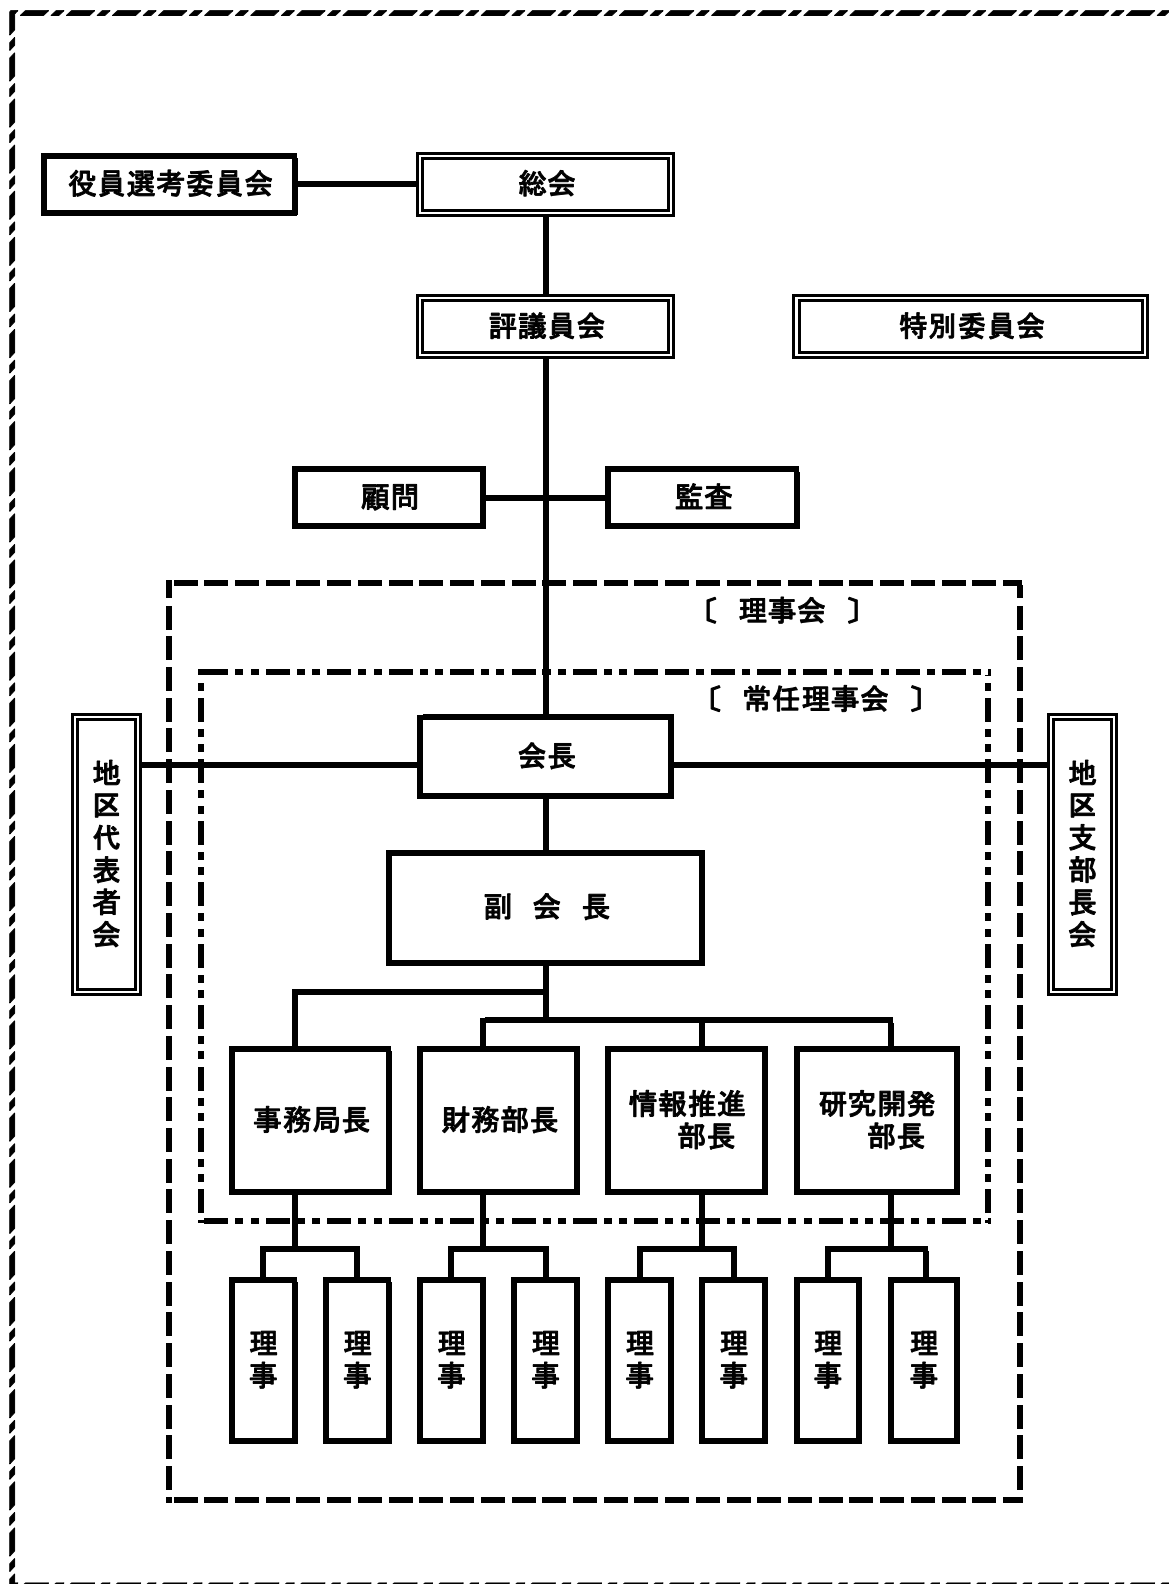 役員選考委員会
総会
評議員会
特別委員会
顧問
監査
〔 理事会 〕
〔 常任理事会 〕
会長
地区代表者会
地区支部長会
副 会 長
事務局長
財務部長
情報推進
部長
研究開発
部長
理事
理事
理事
理事
理事
理事
理事
理事